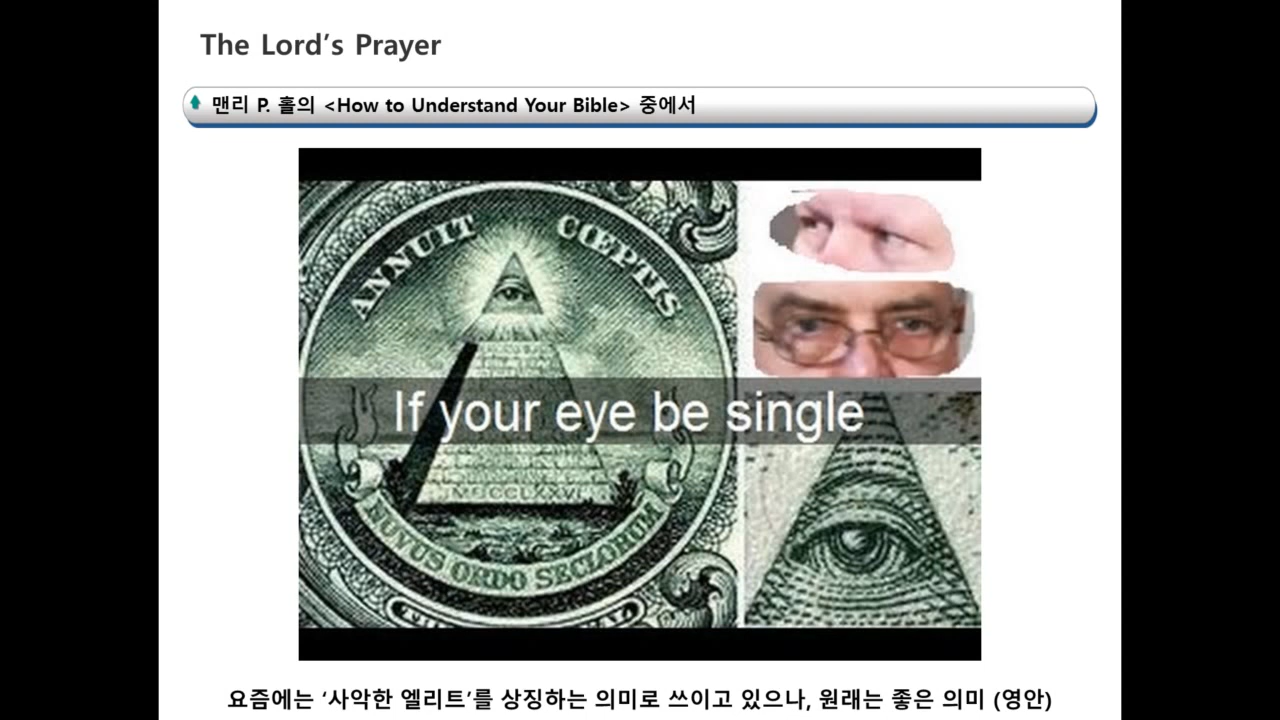 The Lord's Prayer
맨리 P. 홀의 <How to Understand Your Bible> 중에서
ANNUIT CŒPTIS
If your eye be single
MDCCLXXVI
NOVUS ORDO SECLORUM
요즘에는 ‘사악한 엘리트’를 상징하는 의미로 쓰이고 있으나, 원래는 좋은 의미 (영안)